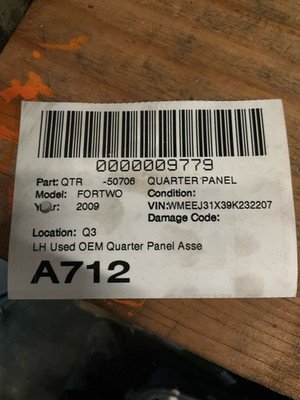 0000009779
Part: QTR -50706 QUARTER PANEL
Model: FORTWO Condition:
Year: 2009 VIN:WMEEJ31X39K232207
Damage Code:
Location: Q3
LH Used OEM Quarter Panel Asse
A712